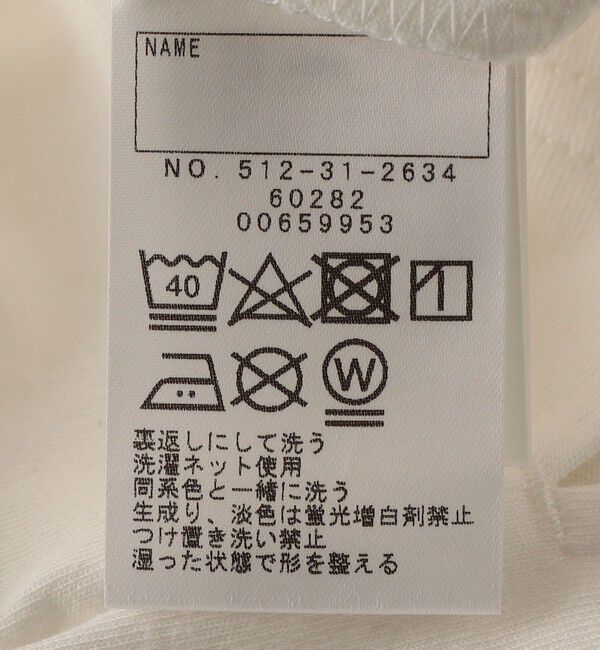 NAME
NO. 512-31-2634
60282
00659953
40
W
裏返しにして洗う
洗濯ネット使用
同系色と一緒に洗う
生成り、淡色は蛍光増白剤禁止
つけ置き洗い禁止
湿った状態で形を整える